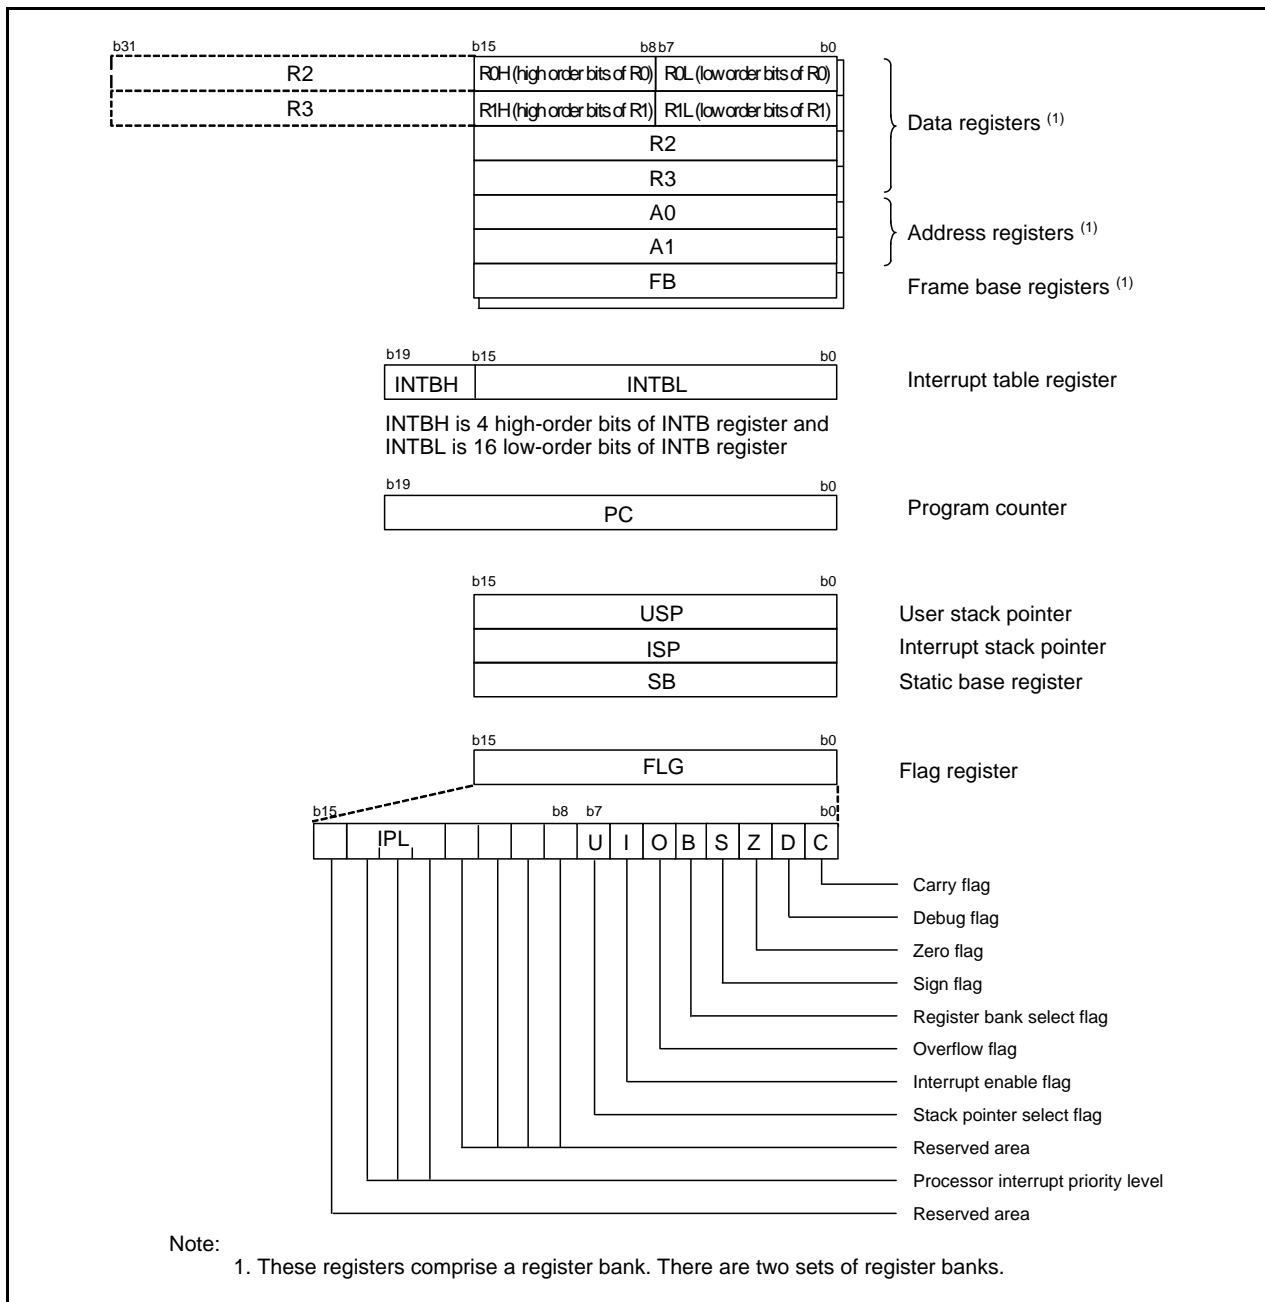 b31 b15 b8 b7 b0
R2 R0H (high order bits of R0) R0L (low order bits of R0)
R3 R1H (high order bits of R1) R1L (low order bits of R1)
Data registers (1)
R2
R3
A0
Address registers (1)
A1
FB
Frame base registers (1)
b19 b15 b0
INTBH INTBL Interrupt table register
INTBH is 4 high-order bits of INTB register and
INTBL is 16 low-order bits of INTB register
b19 b0
PC Program counter
b15 b0
USP User stack pointer
ISP Interrupt stack pointer
SB Static base register
b15 b0
FLG Flag register
b15 b8 b7 b0
IPL U I O B S Z D C
Carry flag
Debug flag
Zero flag
Sign flag
Register bank select flag
Overflow flag
Interrupt enable flag
Stack pointer select flag
Reserved area
Processor interrupt priority level
Reserved area
Note:
1. These registers comprise a register bank. There are two sets of register banks.